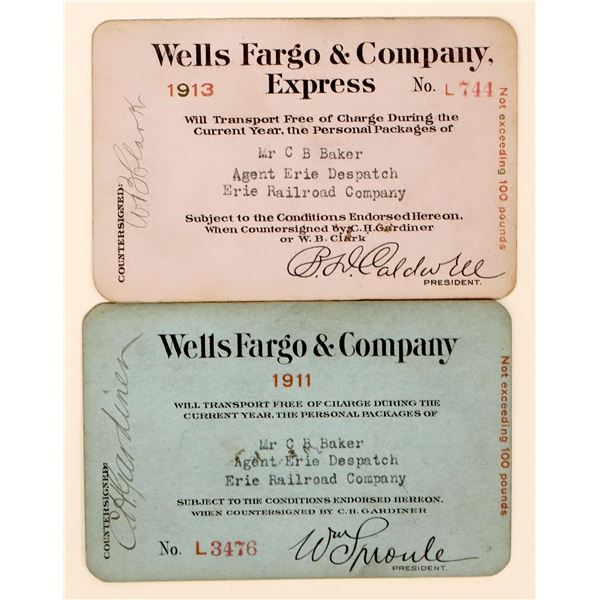 Wells Fargo & Company,
Express
1913
No. L744
Will Transport Free of Charge During the
Current Year, the Personal Packages of
Mr C B Baker
Agent Erie Despatch
Erie Railroad Company
Subject to the Conditions Endorsed Hereon,
When Countersigned by C.H. Gardiner
or W. B. Clark
B.D. Caldwell
PRESIDENT.
COUNTERSIGNED:
W B Clark
Not exceeding 100 pounds
Wells Fargo & Company
1911
WILL TRANSPORT FREE OF CHARGE DURING THE
CURRENT YEAR, THE PERSONAL PACKAGES OF
Mr C B Baker
Agent Erie Despatch
Erie Railroad Company
SUBJECT TO THE CONDITIONS ENDORSED HEREON,
WHEN COUNTERSIGNED BY C.H. GARDINER
No. L3476
Wm Sproule
PRESIDENT.
COUNTERSIGNED:
C.H. Gardiner
Not exceeding 100 pounds